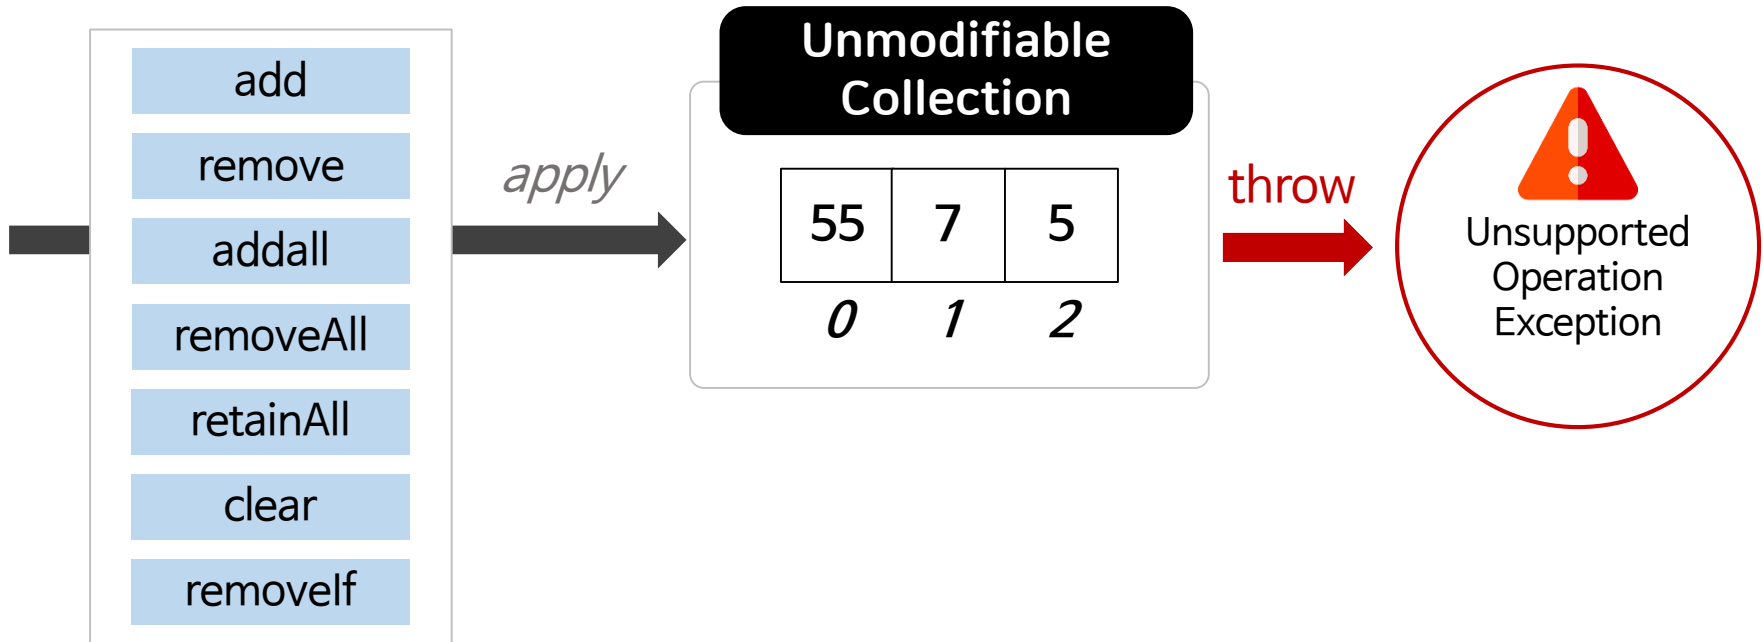 add
remove
addall
removeAll
retainAll
clear
removeIf
apply
Unmodifiable
Collection
55 7 5
0 1 2
throw
Unsupported
Operation
Exception